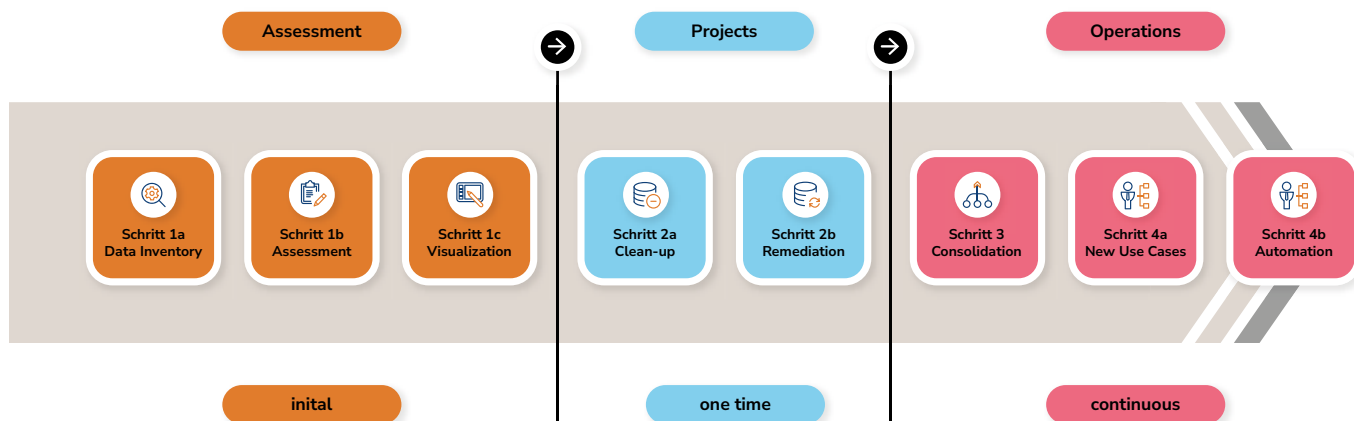 Assessment
Projects
Operations
Schritt 1a
Data Inventory
Schritt 1b
Assessment
Schritt 1c
Visualization
Schritt 2a
Clean-up
Schritt 2b
Remediation
Schritt 3
Consolidation
Schritt 4a
New Use Cases
Schritt 4b
Automation
inital
one time
continuous